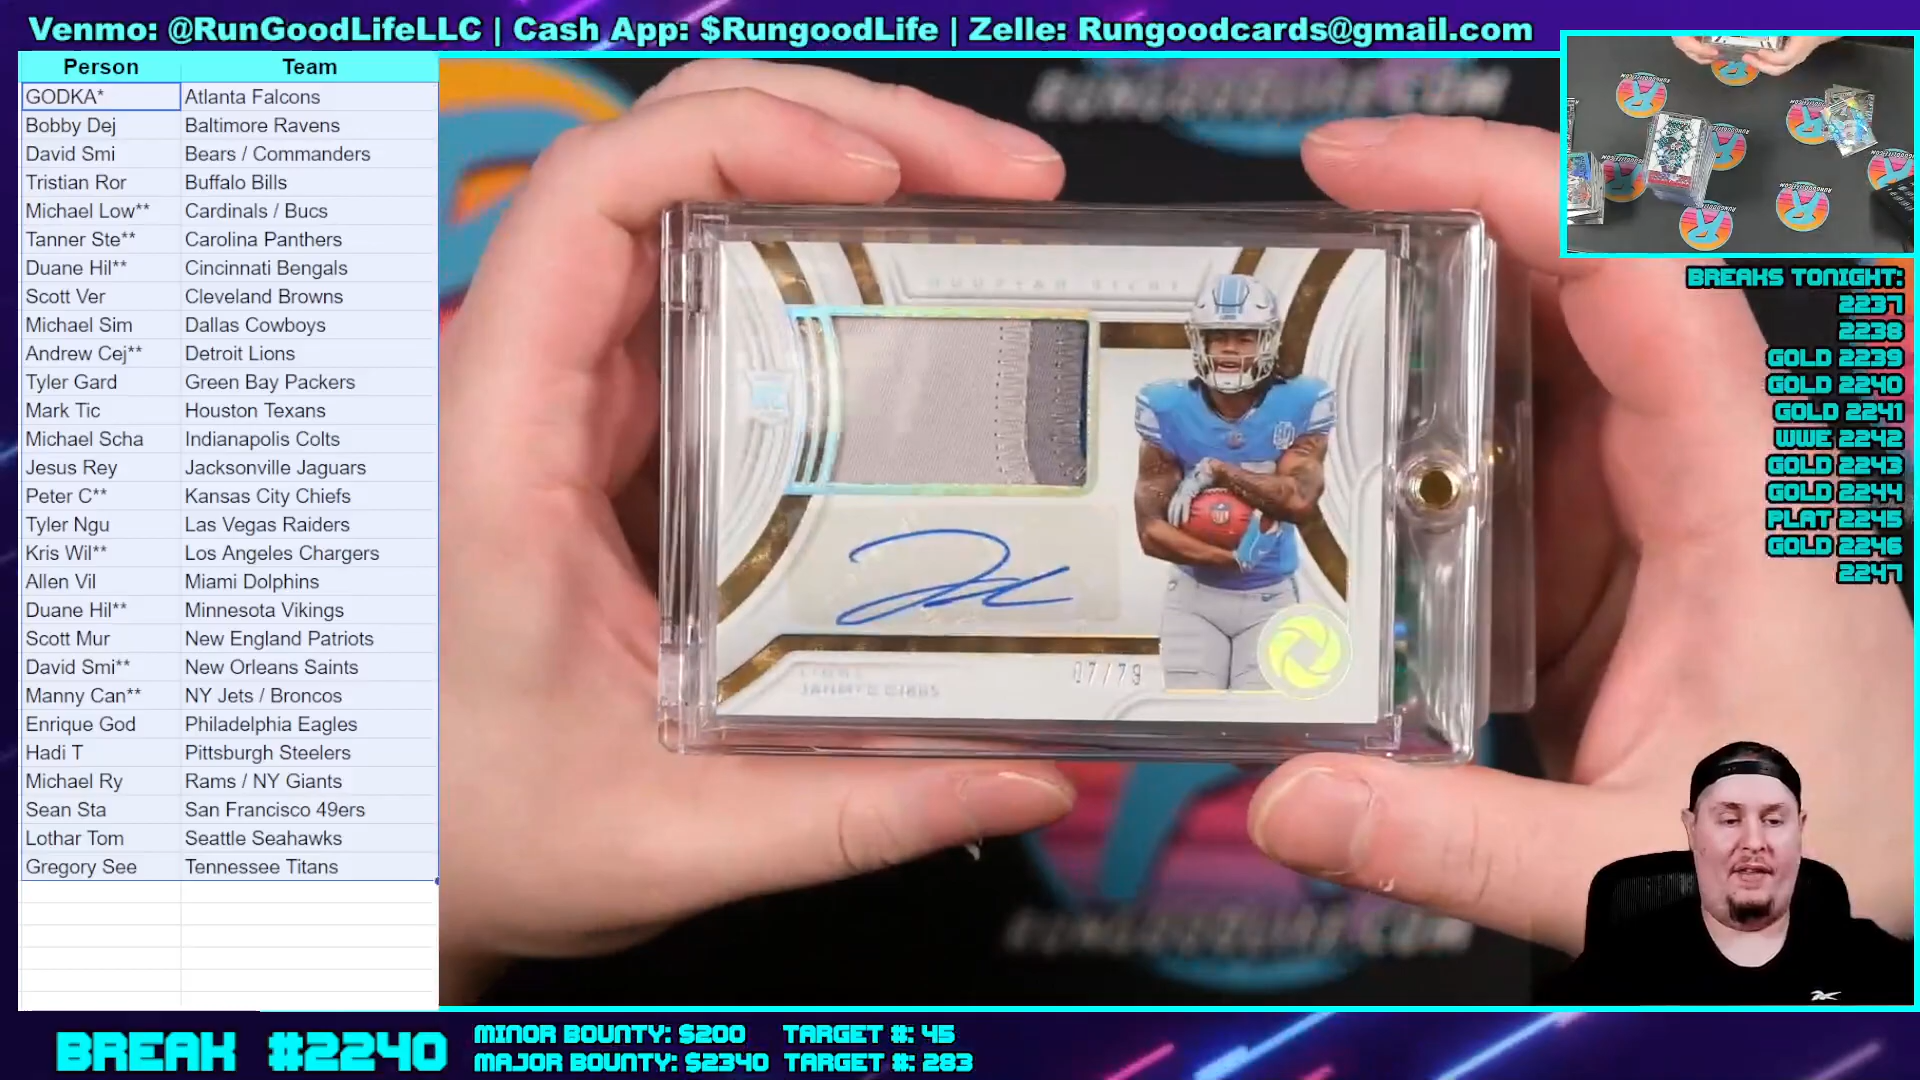 Venmo: @RunGoodLifeLLC | Cash App: $RungoodLife | Zelle: Rungoodcards@gmail.com
Person Team
GODKA* Atlanta Falcons
Bobby Dej Baltimore Ravens
David Smi Bears / Commanders
Tristian Ror Buffalo Bills
Michael Low** Cardinals / Bucs
Tanner Ste** Carolina Panthers
Duane Hil** Cincinnati Bengals
Scott Ver Cleveland Browns
Michael Sim Dallas Cowboys
Andrew Cej** Detroit Lions
Tyler Gard Green Bay Packers
Mark Tic Houston Texans
Michael Scha Indianapolis Colts
Jesus Rey Jacksonville Jaguars
Peter C** Kansas City Chiefs
Tyler Ngu Las Vegas Raiders
Kris Wil** Los Angeles Chargers
Allen Vil Miami Dolphins
Duane Hil** Minnesota Vikings
Scott Mur New England Patriots
David Smi** New Orleans Saints
Manny Can** NY Jets / Broncos
Enrique God Philadelphia Eagles
Hadi T Pittsburgh Steelers
Michael Ry Rams / NY Giants
Sean Sta San Francisco 49ers
Lothar Tom Seattle Seahawks
Gregory See Tennessee Titans
RUNGOODLIFE.COM
RC
JAHMYR GIBBS
07/79
RUNGOODLIFE.COM
BREAKS TONIGHT:
2237
2238
GOLD 2239
GOLD 2240
GOLD 2241
WWE 2242
GOLD 2243
GOLD 2244
PLAT 2245
GOLD 2246
2247
BREAK #2240
MINOR BOUNTY: $200 TARGET #: 45
MAJOR BOUNTY: $2340 TARGET #: 283